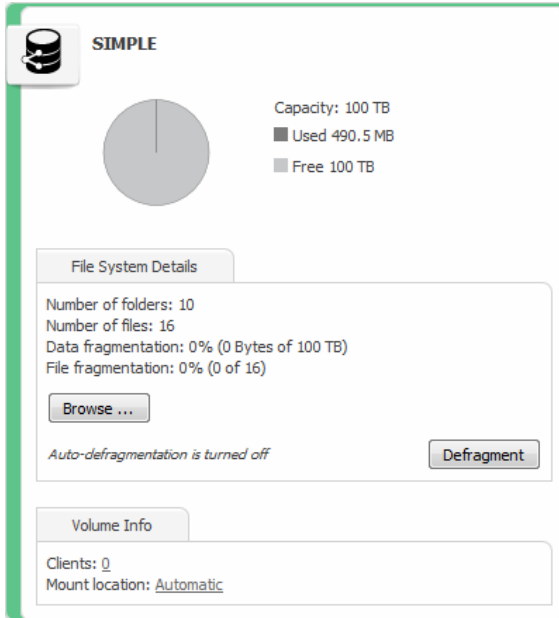 SIMPLE
Capacity: 100 TB
Used 490.5 MB
Free 100 TB
File System Details
Number of folders: 10
Number of files: 16
Data fragmentation: 0% (0 Bytes of 100 TB)
File fragmentation: 0% (0 of 16)
Browse ...
Auto-defragmentation is turned off
Defragment
Volume Info
Clients: 0
Mount location: Automatic